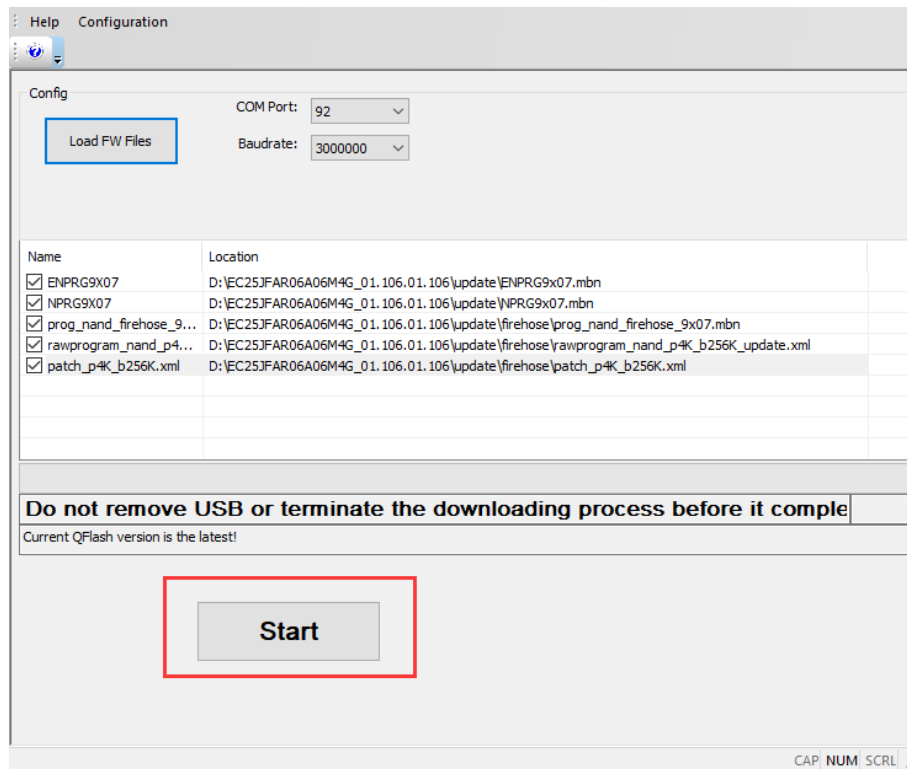 Help Configuration
Config
COM Port: 92
Load FW Files
Baudrate: 3000000
Name Location
ENPRG9X07 D:\EC25JFAR06A06M4G_01.106.01.106\update\ENPRG9x07.mbn
NPRG9X07 D:\EC25JFAR06A06M4G_01.106.01.106\update\NPRG9x07.mbn
prog_nand_firehose_9... D:\EC25JFAR06A06M4G_01.106.01.106\update\firehose\prog_nand_firehose_9x07.mbn
rawprogram_nand_p4... D:\EC25JFAR06A06M4G_01.106.01.106\update\firehose\rawprogram_nand_p4K_b256K_update.xml
patch_p4K_b256K.xml D:\EC25JFAR06A06M4G_01.106.01.106\update\firehose\patch_p4K_b256K.xml
Do not remove USB or terminate the downloading process before it comple
Current QFlash version is the latest!
Start
CAP NUM SCRL